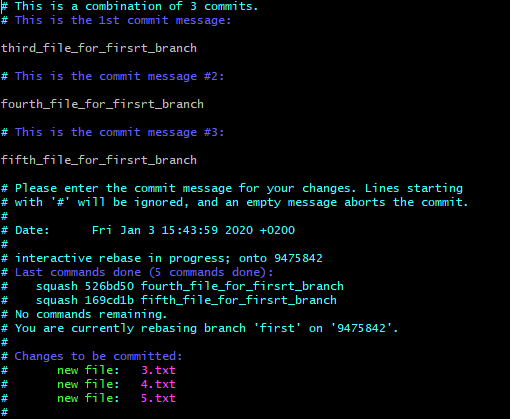 # This is a combination of 3 commits.
# This is the 1st commit message:
third_file_for_firsrt_branch
# This is the commit message #2:
fourth_file_for_firsrt_branch
# This is the commit message #3:
fifth_file_for_firsrt_branch
# Please enter the commit message for your changes. Lines starting
# with '#' will be ignored, and an empty message aborts the commit.
#
# Date:      Fri Jan 3 15:43:59 2020 +0200
#
# interactive rebase in progress; onto 9475842
# Last commands done (5 commands done):
#    squash 526bd50 fourth_file_for_firsrt_branch
#    squash 169cd1b fifth_file_for_firsrt_branch
# No commands remaining.
# You are currently rebasing branch 'first' on '9475842'.
#
# Changes to be committed:
#       new file:   3.txt
#       new file:   4.txt
#       new file:   5.txt
#